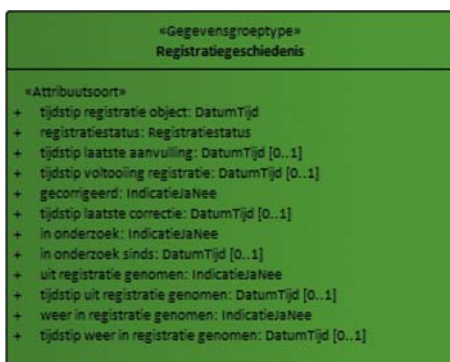 «Gegevensgroeptype»
Registratiegeschiedenis
«Attribuutsoort»
+ tijdstip registratie object: DatumTijd
+ registratiestatus: Registratiestatus
+ tijdstip laatste aanvulling: DatumTijd [0..1]
+ tijdstip voltooiing registratie: DatumTijd [0..1]
+ gecorrigeerd: IndicatieJaNee
+ tijdstip laatste correctie: DatumTijd [0..1]
+ in onderzoek: IndicatieJaNee
+ in onderzoek sinds: DatumTijd [0..1]
+ uit registratie genomen: IndicatieJaNee
+ tijdstip uit registratie genomen: DatumTijd [0..1]
+ weer in registratie genomen: IndicatieJaNee
+ tijdstip weer in registratie genomen: DatumTijd [0..1]